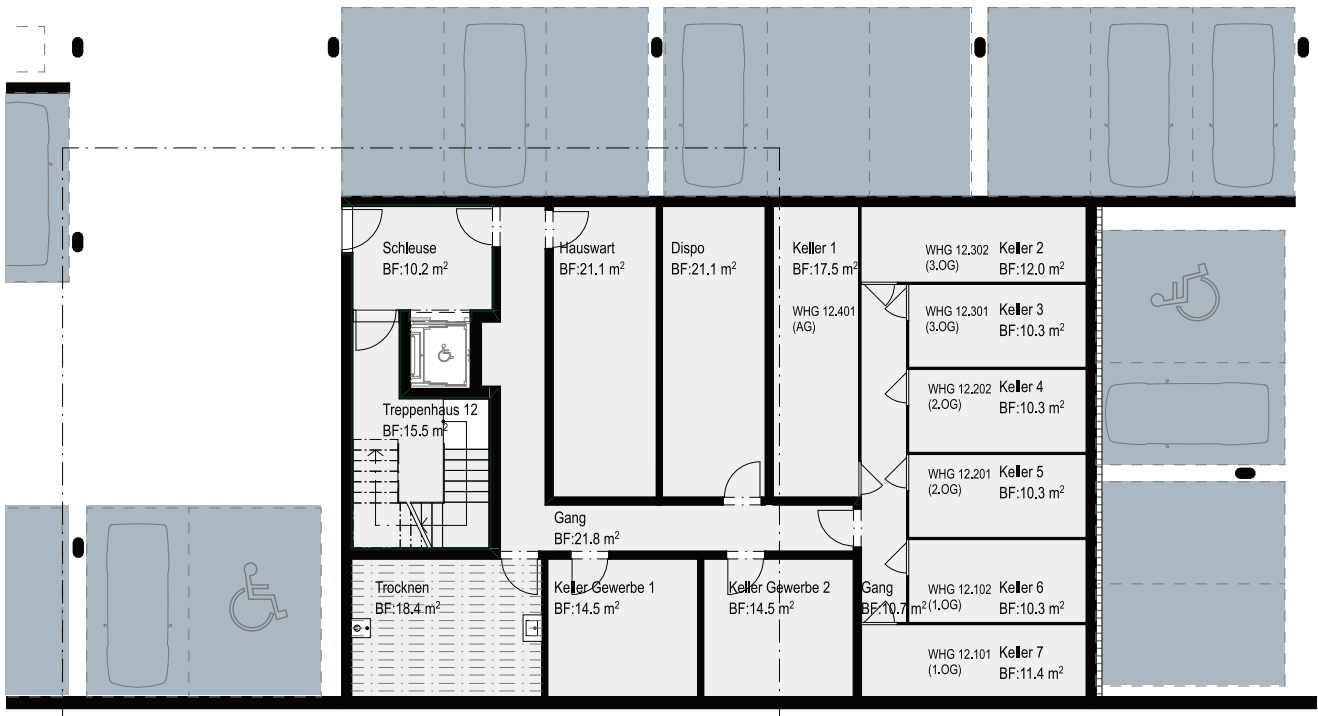 Schleuse
BF:10.2 m²
Hauswart
BF:21.1 m²
Dispo
BF:21.1 m²
Keller 1
BF:17.5 m²
WHG 12.401
(AG)
WHG 12.302
(3.OG)
Keller 2
BF:12.0 m²
WHG 12.301
(3.OG)
Keller 3
BF:10.3 m²
WHG 12.202
(2.OG)
Keller 4
BF:10.3 m²
Treppenhaus 12
BF:15.5 m²
WHG 12.201
(2.OG)
Keller 5
BF:10.3 m²
Gang
BF:21.8 m²
Trocknen
BF:18.4 m²
Keller Gewerbe 1
BF:14.5 m²
Keller Gewerbe 2
BF:14.5 m²
Gang
BF:10.7 m²
WHG 12.102
(1.OG)
Keller 6
BF:10.3 m²
WHG 12.101
(1.OG)
Keller 7
BF:11.4 m²